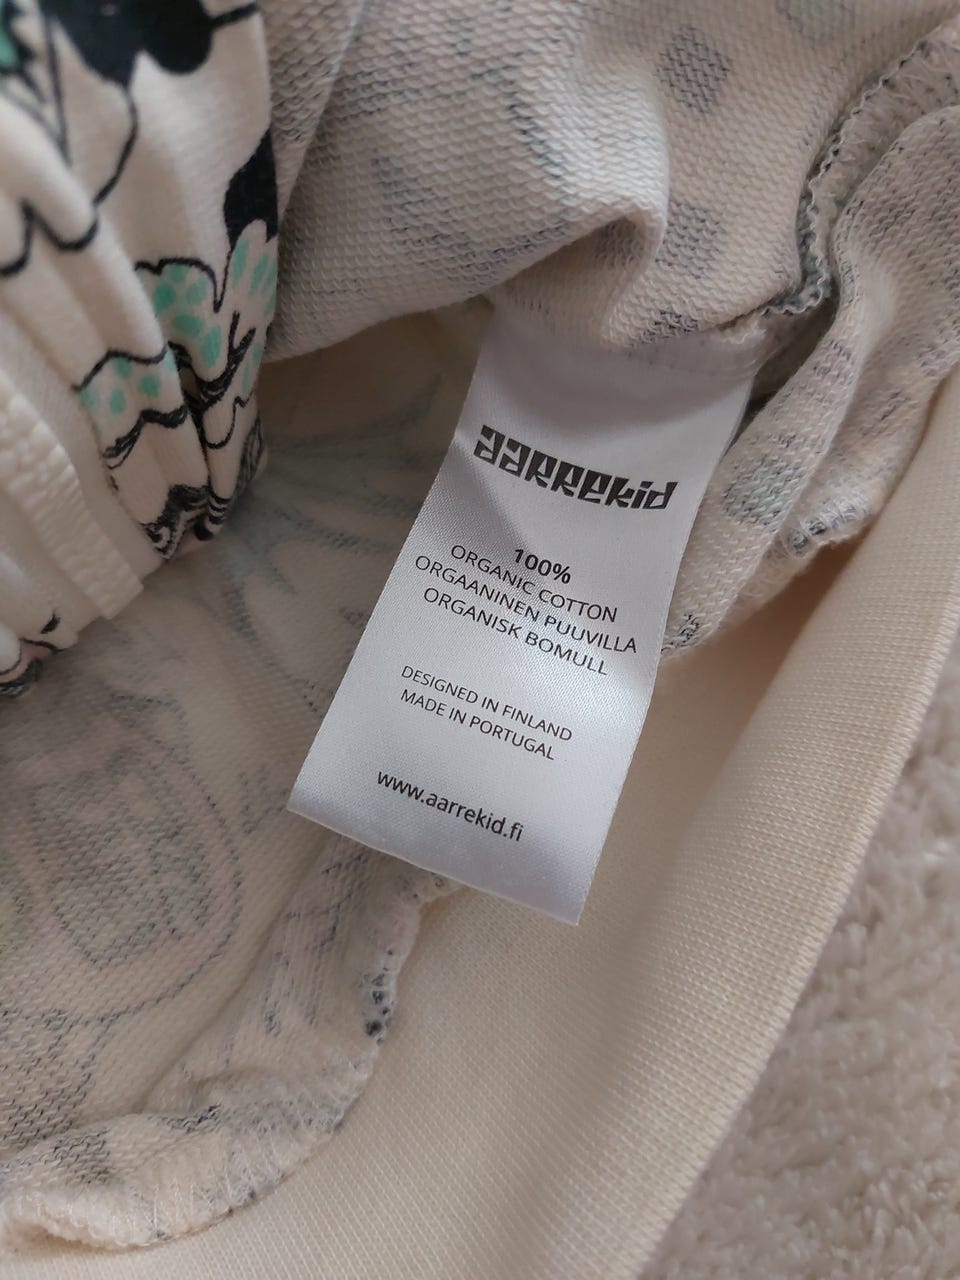 aarrekid
100%
ORGANIC COTTON
ORGAANINEN PUUVILLA
ORGANISK BOMULL
DESIGNED IN FINLAND
MADE IN PORTUGAL
www.aarrekid.fi